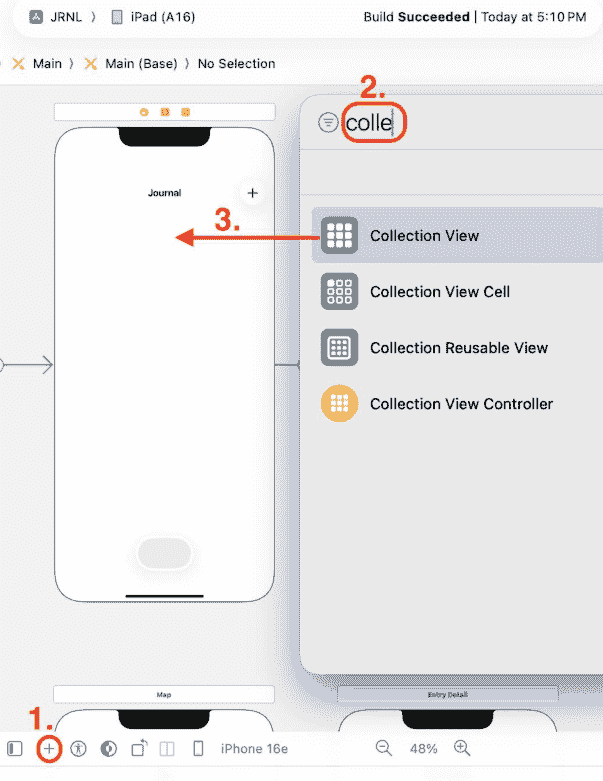 JRNL 〉 iPad (A16) Build Succeeded | Today at 5:10 PM
Main 〉 Main (Base) 〉 No Selection
2.
colle
Journal +
3.
Collection View
Collection View Cell
Collection Reusable View
Collection View Controller
Map Entry Detail
1.
+ iPhone 16e 48%